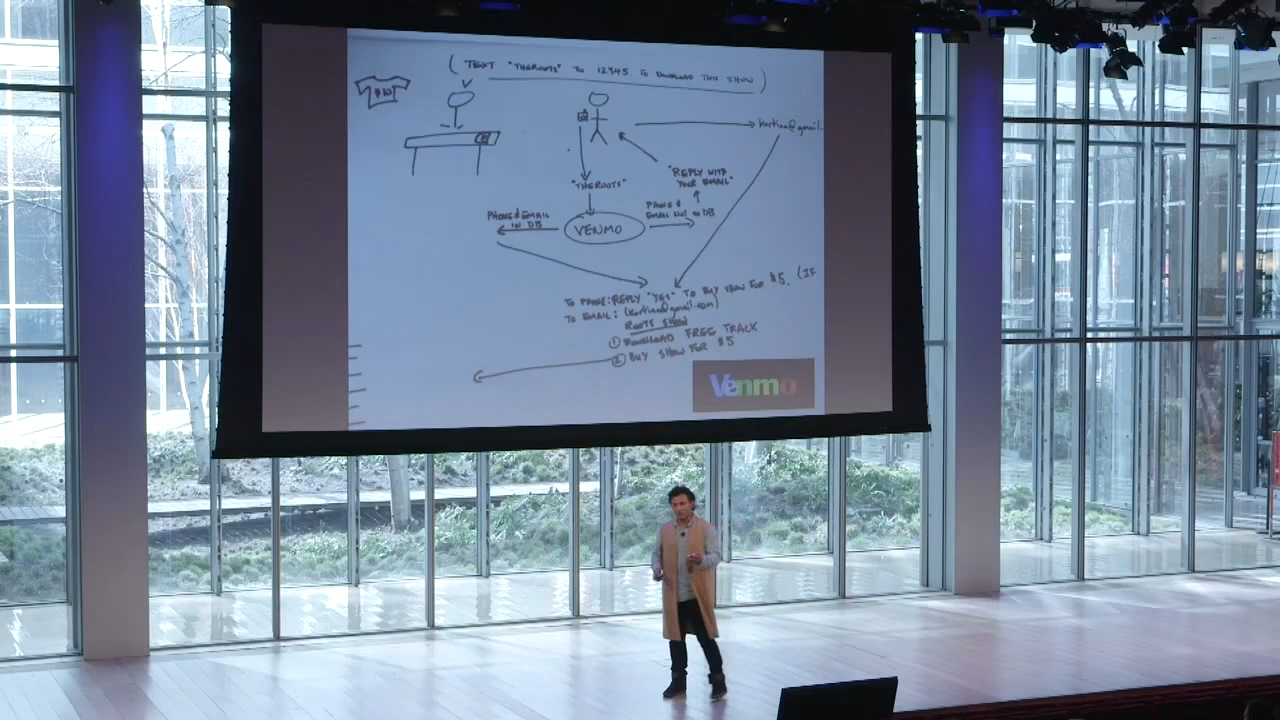 ( TEXT "THEROOTS" TO 12345 TO DOWNLOAD THIS SHOW )
$10
kortina@gmail.
"REPLY WITH
YOUR EMAIL"
"THEROOTS"
PHONE & EMAIL
IN DB
VENMO
PHONE &
EMAIL NOT IN DB
TO PHONE: REPLY "YES" TO BUY SHOW FOR $5. (IF
TO EMAIL: (kortina@gmail.com)
ROOTS SHOW
① DOWNLOAD FREE TRACK
② BUY SHOW FOR $5
Venmo